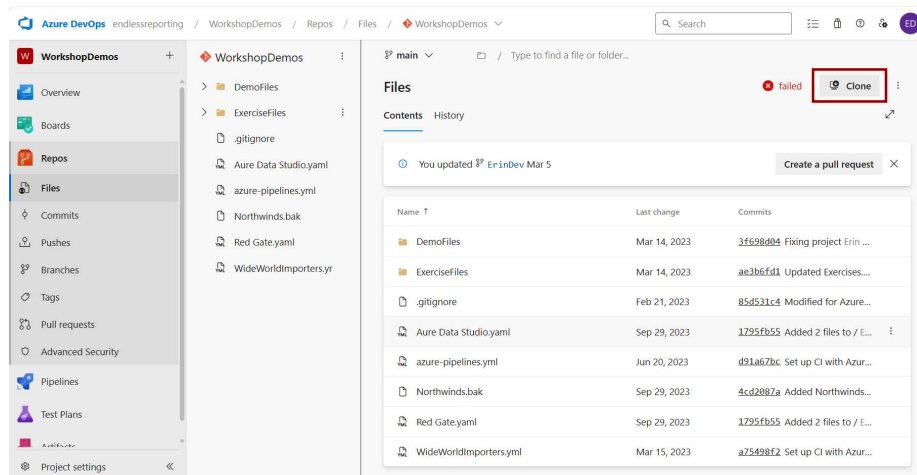 Azure DevOps endlessreporting / WorkshopDemos / Repos / Files / WorkshopDemos
Search
ED
W WorkshopDemos
Overview
Boards
Repos
Files
Commits
Pushes
Branches
Tags
Pull requests
Advanced Security
Pipelines
Test Plans
Artifacts
Project settings
WorkshopDemos
DemoFiles
ExerciseFiles
.gitignore
Aure Data Studio.yaml
azure-pipelines.yml
Northwinds.bak
Red Gate.yaml
WideWorldImporters.yr
main / Type to find a file or folder...
Files
failed
Clone
Contents History
You updated ErinDev Mar 5
Create a pull request
Name ↑ Last change Commits
DemoFiles Mar 14, 2023 3f698d04 Fixing project Erin ...
ExerciseFiles Mar 14, 2023 ae3b6fd1 Updated Exercises....
.gitignore Feb 21, 2023 85d531c4 Modified for Azure...
Aure Data Studio.yaml Sep 29, 2023 1795fb55 Added 2 files to / E...
azure-pipelines.yml Jun 20, 2023 d91a67bc Set up CI with Azur...
Northwinds.bak Sep 29, 2023 4cd2087a Added Northwinds...
Red Gate.yaml Sep 29, 2023 1795fb55 Added 2 files to / E...
WideWorldImporters.yml Mar 15, 2023 a75498f2 Set up CI with Azur...